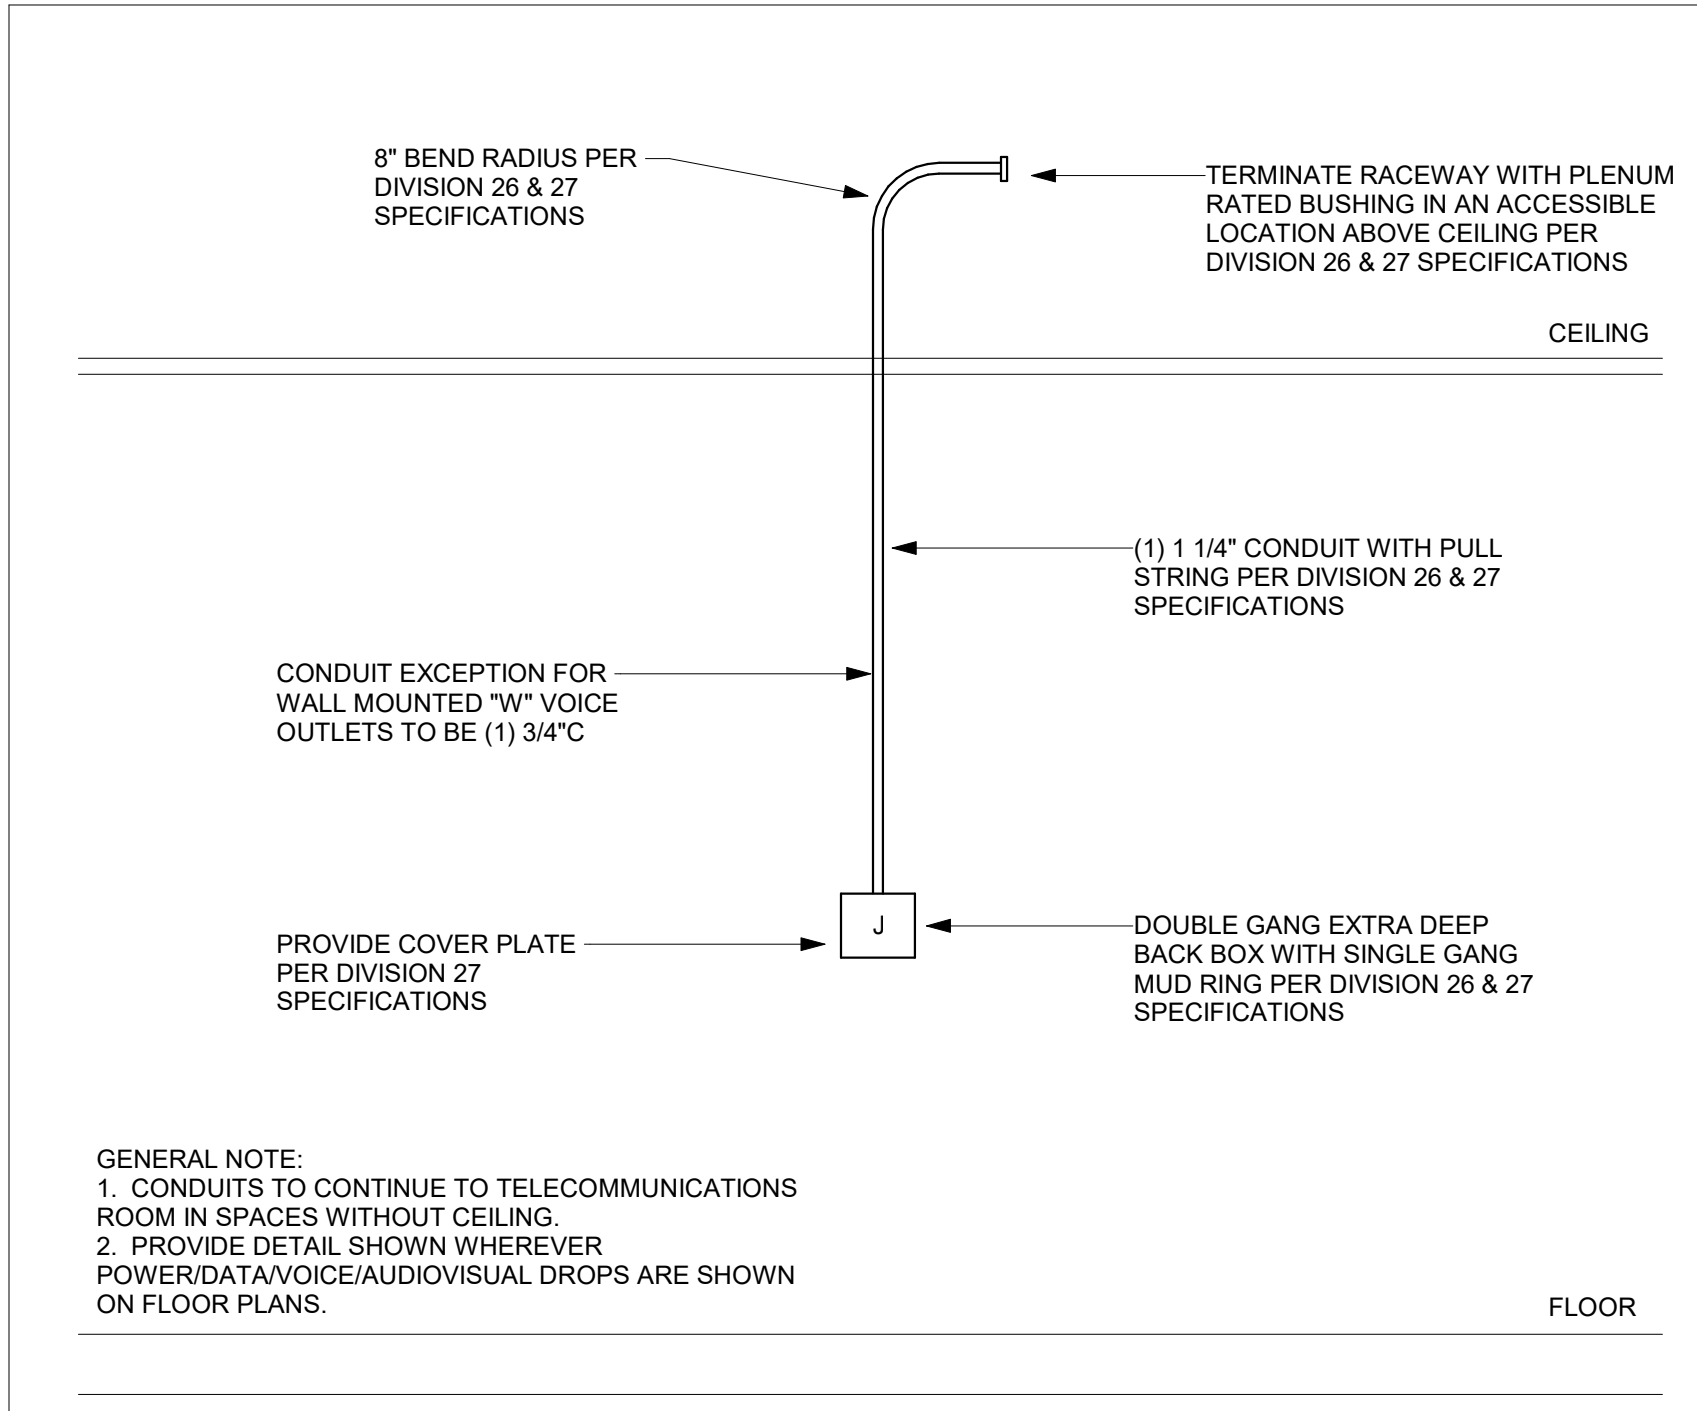 8" BEND RADIUS PER
DIVISION 26 & 27
SPECIFICATIONS
TERMINATE RACEWAY WITH PLENUM
RATED BUSHING IN AN ACCESSIBLE
LOCATION ABOVE CEILING PER
DIVISION 26 & 27 SPECIFICATIONS
CEILING
(1) 1 1/4" CONDUIT WITH PULL
STRING PER DIVISION 26 & 27
SPECIFICATIONS
CONDUIT EXCEPTION FOR
WALL MOUNTED "W" VOICE
OUTLETS TO BE (1) 3/4"C
J
PROVIDE COVER PLATE
PER DIVISION 27
SPECIFICATIONS
DOUBLE GANG EXTRA DEEP
BACK BOX WITH SINGLE GANG
MUD RING PER DIVISION 26 & 27
SPECIFICATIONS
GENERAL NOTE:
1. CONDUITS TO CONTINUE TO TELECOMMUNICATIONS
ROOM IN SPACES WITHOUT CEILING.
2. PROVIDE DETAIL SHOWN WHEREVER
POWER/DATA/VOICE/AUDIOVISUAL DROPS ARE SHOWN
ON FLOOR PLANS.
FLOOR